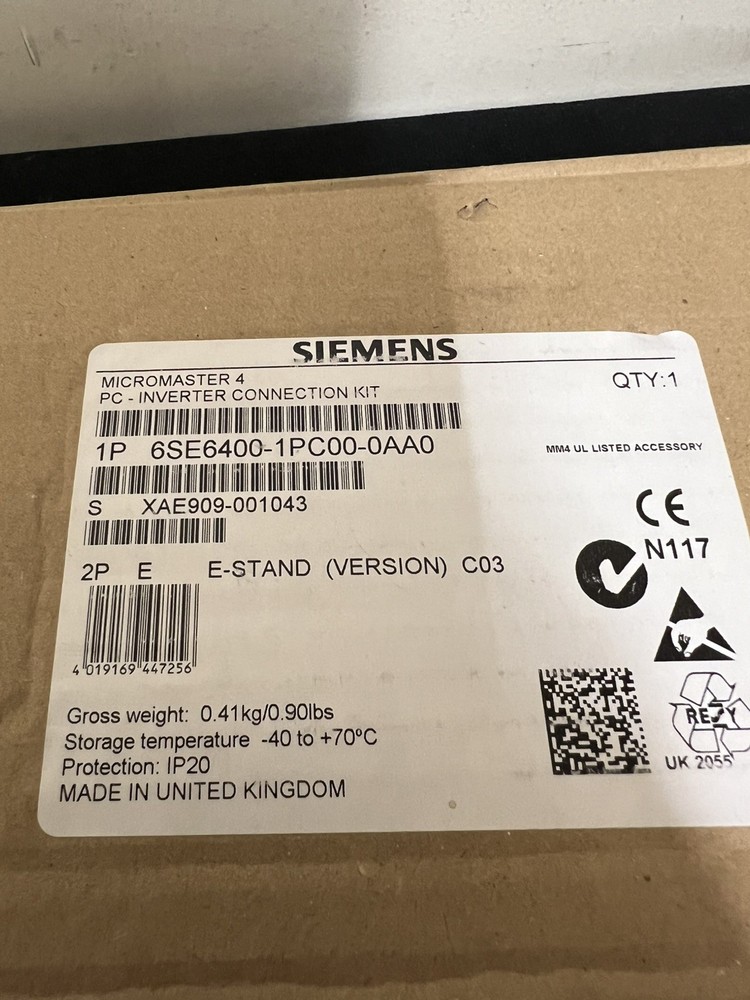 SIEMENS
MICROMASTER 4
PC - INVERTER CONNECTION KIT
QTY:1
1P 6SE6400-1PC00-0AA0
MM4 UL LISTED ACCESSORY
S XAE909-001043
CE
N117
2P E E-STAND (VERSION) C03
4 019169 447256
RESY
UK 2055
Gross weight: 0.41kg/0.90lbs
Storage temperature -40 to +70ºC
Protection: IP20
MADE IN UNITED KINGDOM